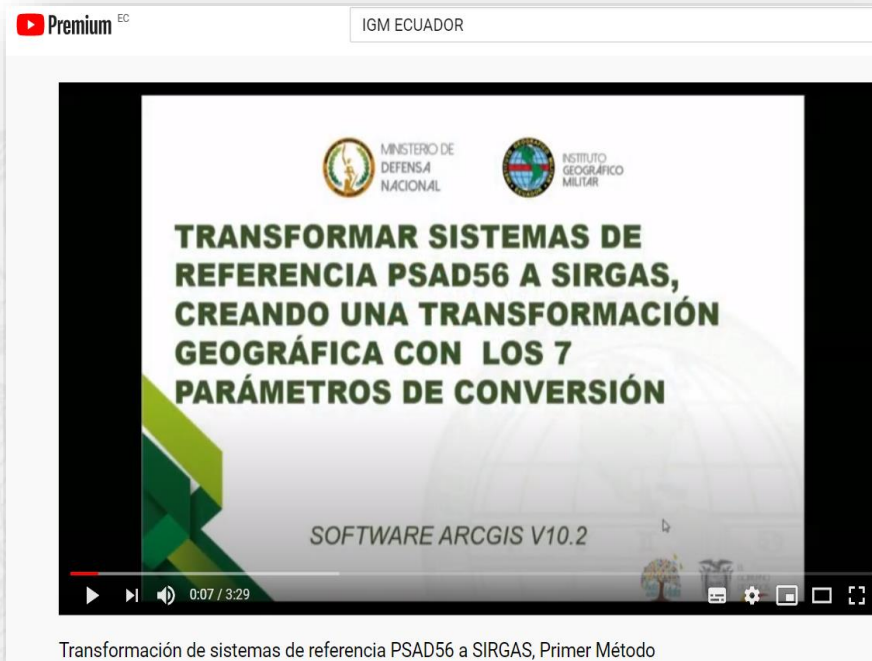 Premium EC
IGM ECUADOR
MINISTERIO DE
DEFENSA
NACIONAL
INSTITUTO
GEOGRÁFICO
MILITAR
TRANSFORMAR SISTEMAS DE
REFERENCIA PSAD56 A SIRGAS,
CREANDO UNA TRANSFORMACIÓN
GEOGRÁFICA CON LOS 7
PARÁMETROS DE CONVERSIÓN
SOFTWARE ARCGIS V10.2
0:07 / 3:29
Transformación de sistemas de referencia PSAD56 a SIRGAS, Primer Método